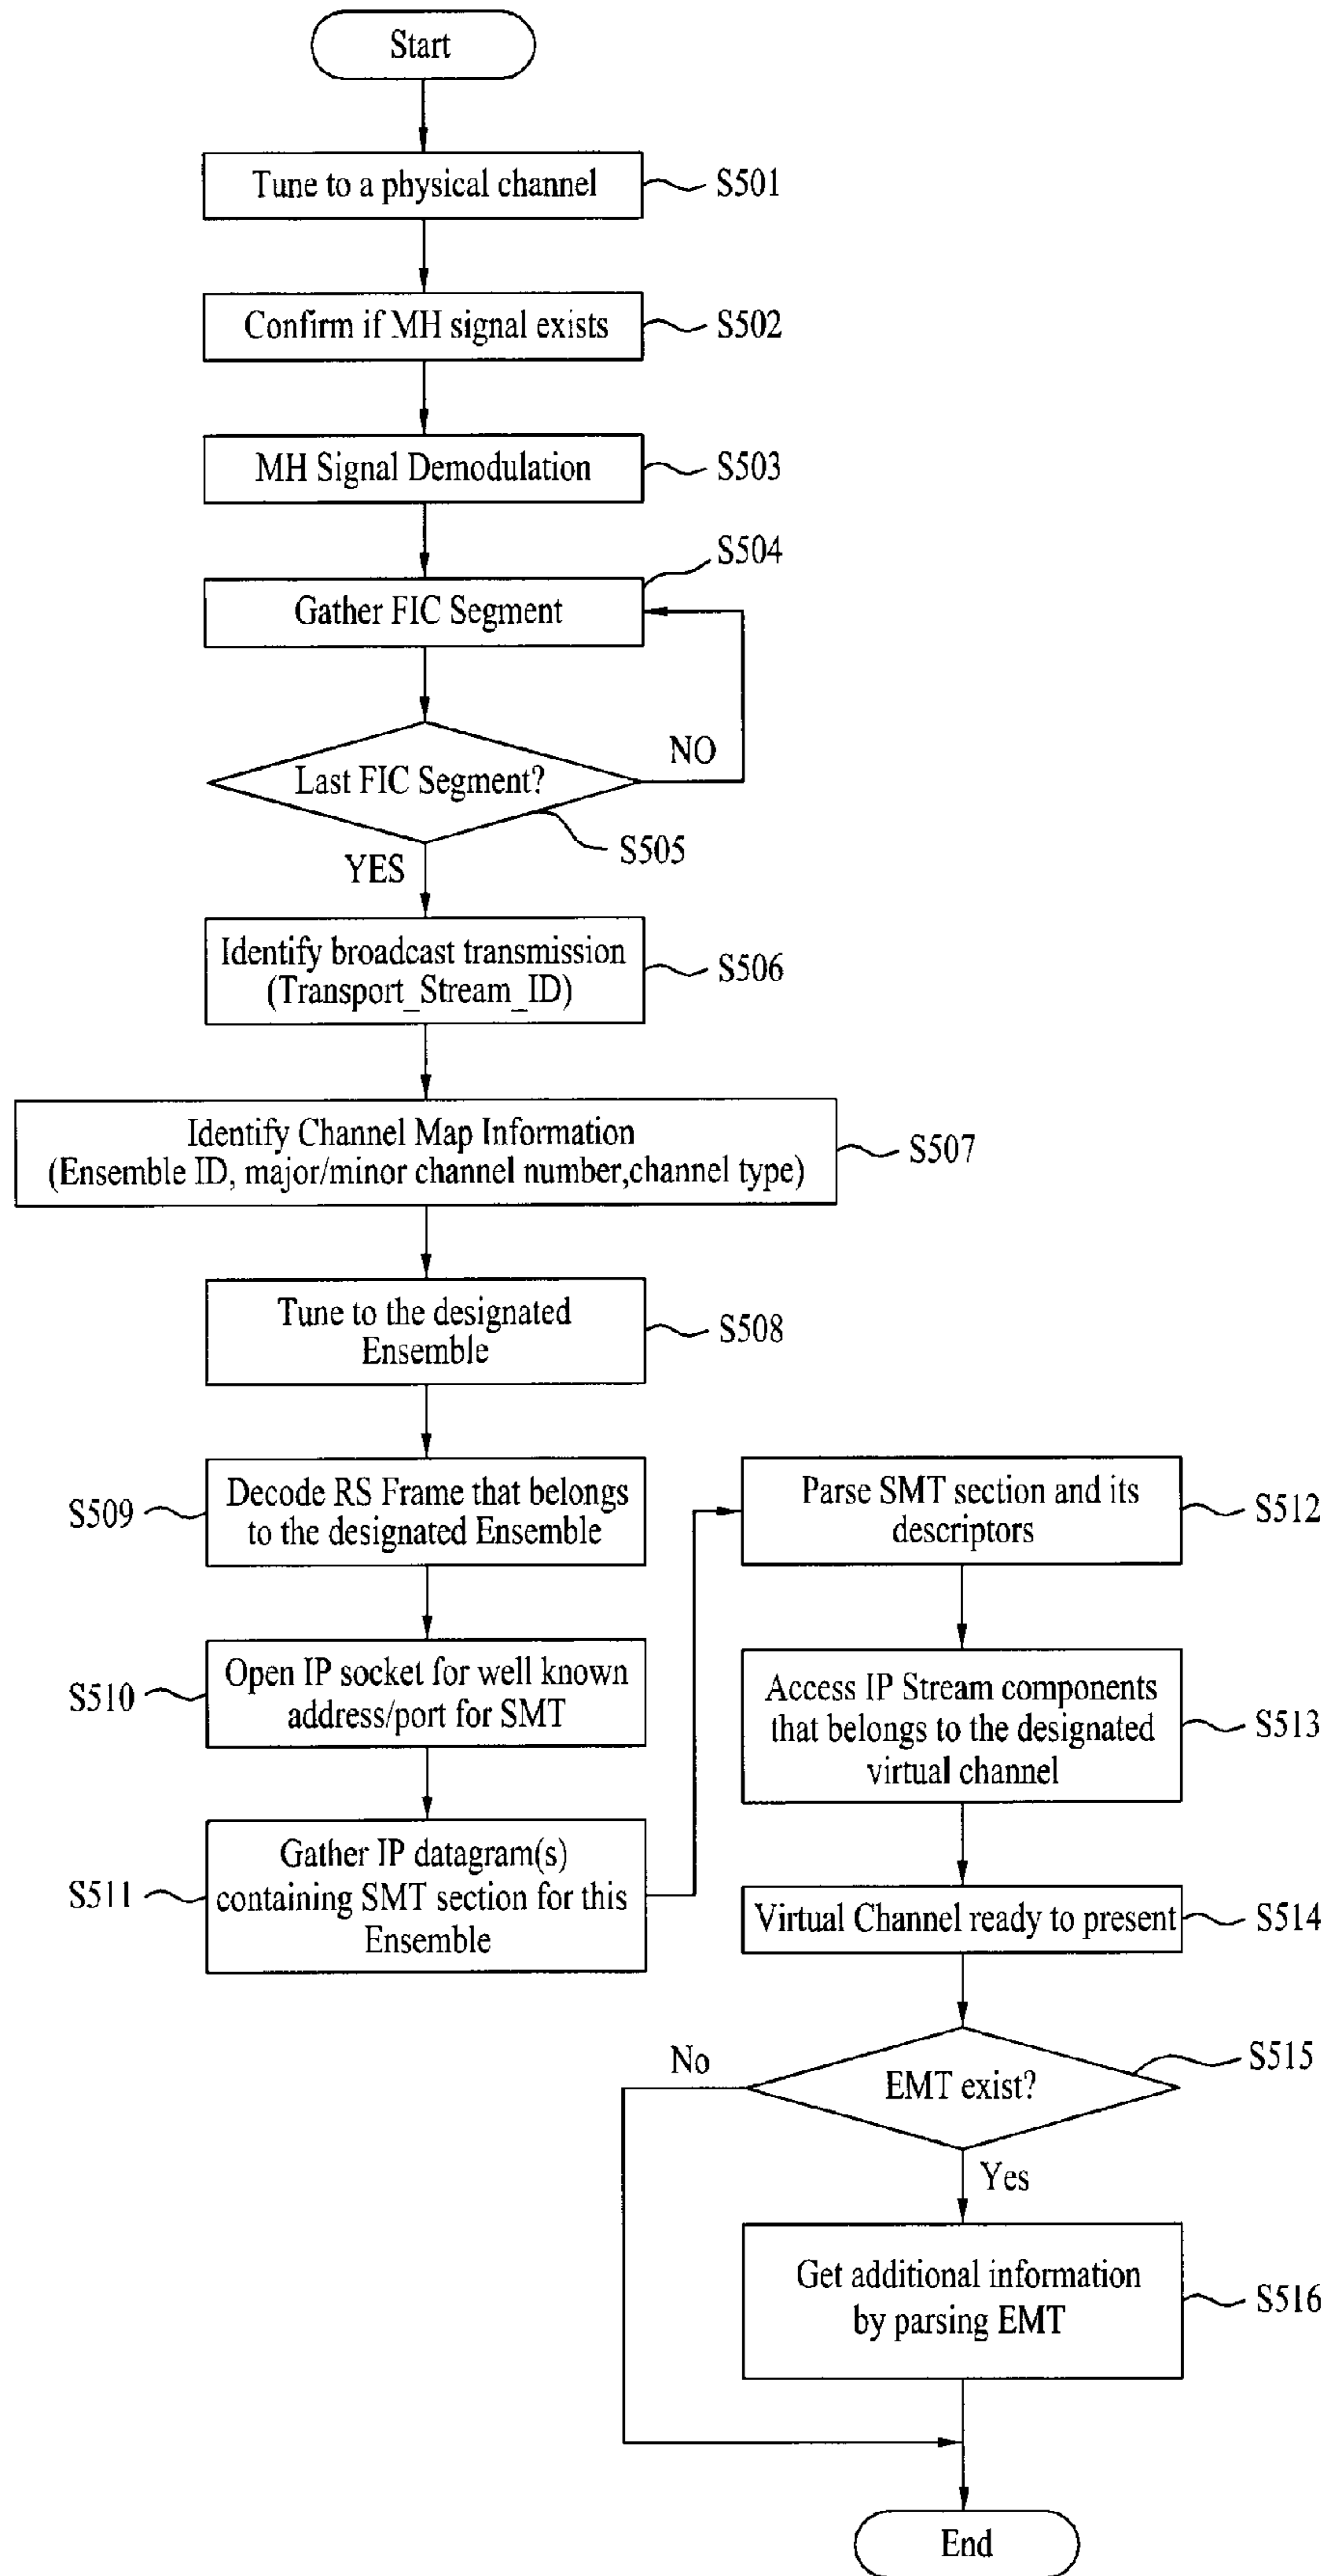 Start
Tune to a physical channel
S501
Confirm if MH signal exists
S502
MH Signal Demodulation
S503
S504
Gather FIC Segment
NO
Last FIC Segment?
S505
YES
Identify broadcast transmission
(Transport_Stream_ID)
S506
Identify Channel Map Information
(Ensemble ID, major/minor channel number,channel type)
S507
Tune to the designated
Ensemble
S508
S509
Decode RS Frame that belongs
to the designated Ensemble
S510
Open IP socket for well known
address/port for SMT
S511
Gather IP datagram(s)
containing SMT section for this
Ensemble
Parse SMT section and its
descriptors
S512
Access IP Stream components
that belongs to the designated
virtual channel
S513
Virtual Channel ready to present
S514
No
EMT exist?
S515
Yes
Get additional information
by parsing EMT
S516
End